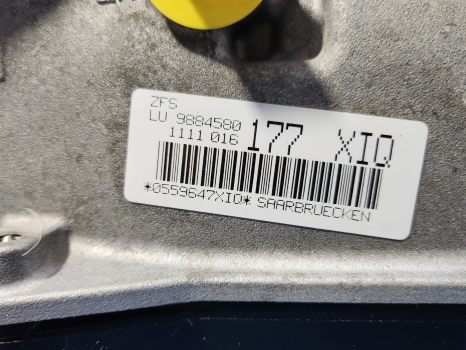 ZFS
LU 9884580
1111 016 177 XIQ
*0559647XIQ* SAARBRUECKEN